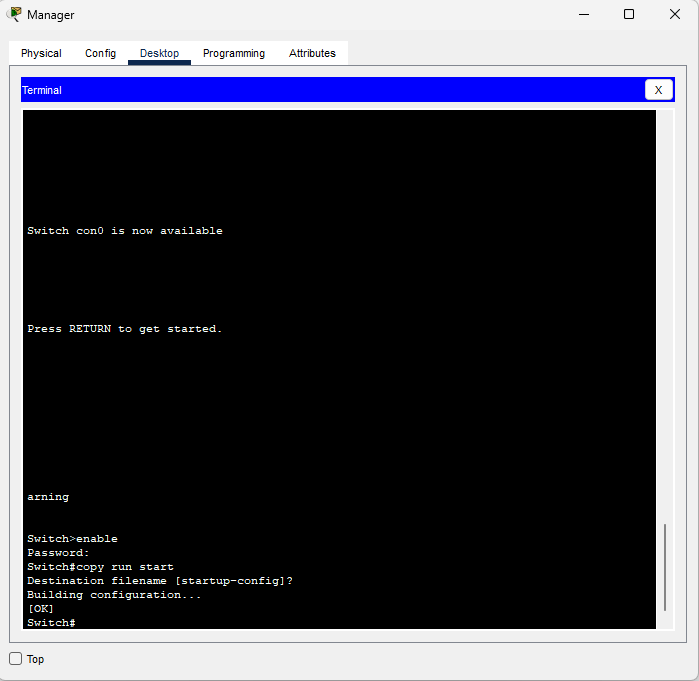 Manager
Physical Config Desktop Programming Attributes
Terminal X
Switch con0 is now available
Press RETURN to get started.
arning
Switch>enable
Password:
Switch#copy run start
Destination filename [startup-config]?
Building configuration...
[OK]
Switch#
Top